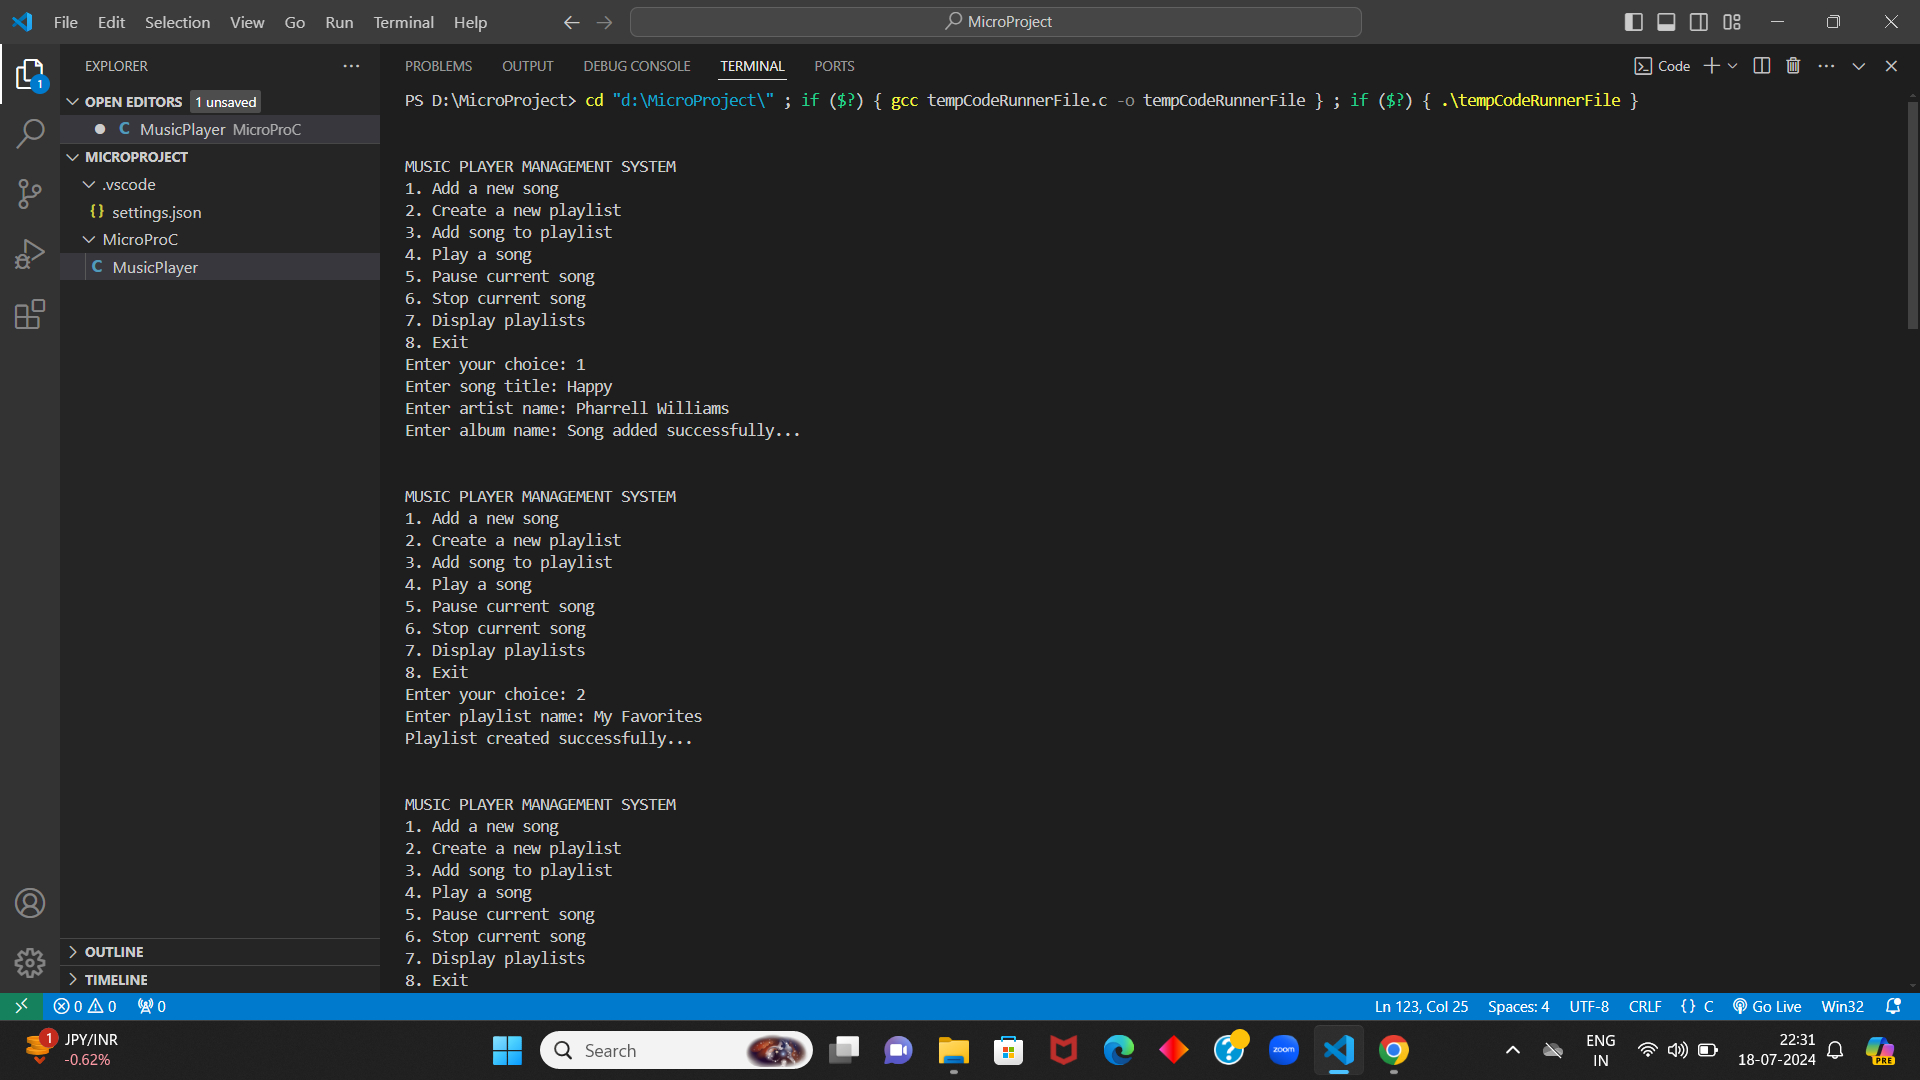 File Edit Selection View Go Run Terminal Help
MicroProject
EXPLORER
OPEN EDITORS 1 unsaved
C MusicPlayer MicroProC
MICROPROJECT
.vscode
{} settings.json
MicroProC
C MusicPlayer
OUTLINE
TIMELINE
1
PROBLEMS OUTPUT DEBUG CONSOLE TERMINAL PORTS
Code
PS D:\MicroProject> cd "d:\MicroProject\" ; if ($?) { gcc tempCodeRunnerFile.c -o tempCodeRunnerFile } ; if ($?) { .\tempCodeRunnerFile }
MUSIC PLAYER MANAGEMENT SYSTEM
1. Add a new song
2. Create a new playlist
3. Add song to playlist
4. Play a song
5. Pause current song
6. Stop current song
7. Display playlists
8. Exit
Enter your choice: 1
Enter song title: Happy
Enter artist name: Pharrell Williams
Enter album name: Song added successfully...
MUSIC PLAYER MANAGEMENT SYSTEM
1. Add a new song
2. Create a new playlist
3. Add song to playlist
4. Play a song
5. Pause current song
6. Stop current song
7. Display playlists
8. Exit
Enter your choice: 2
Enter playlist name: My Favorites
Playlist created successfully...
MUSIC PLAYER MANAGEMENT SYSTEM
1. Add a new song
2. Create a new playlist
3. Add song to playlist
4. Play a song
5. Pause current song
6. Stop current song
7. Display playlists
8. Exit
0 0 0
Ln 123, Col 25 Spaces: 4 UTF-8 CRLF {} C Go Live Win32
1
JPY/INR
-0.62%
Search
zoom
ENG
IN
22:31
18-07-2024
PRE